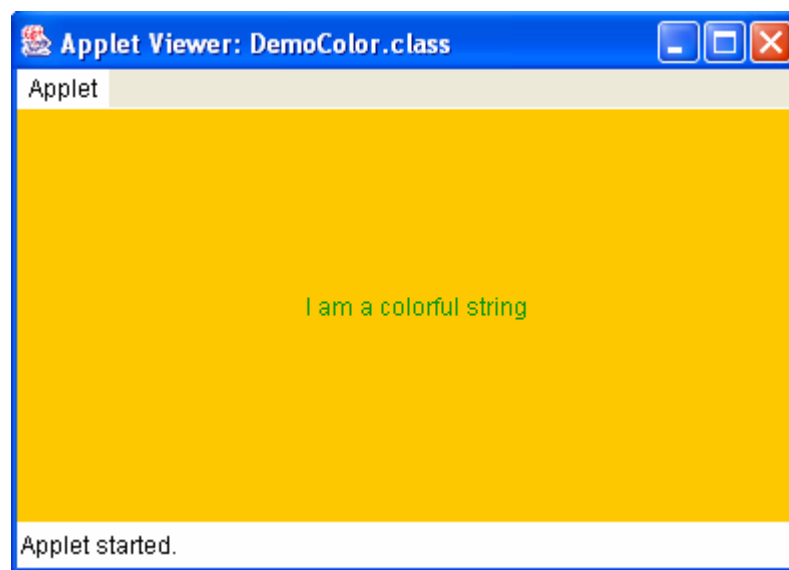 Applet Viewer: DemoColor.class
Applet
I am a colorful string
Applet started.